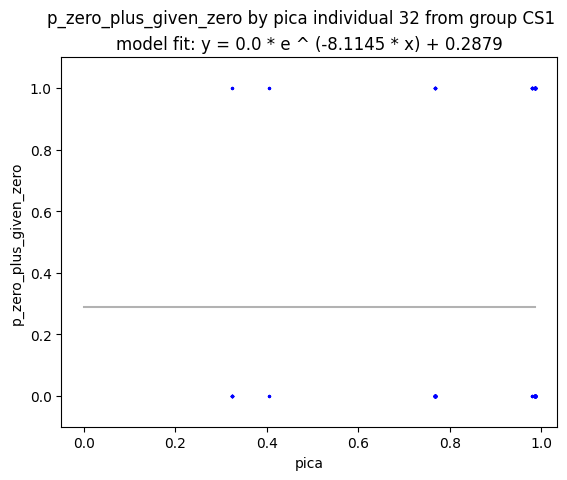 p_zero_plus_given_zero by pica individual 32 from group CS1
model fit: y = 0.0 * e ^ (-8.1145 * x) + 0.2879
1.0
0.8
0.6
0.4
0.2
0.0
p_zero_plus_given_zero
0.0 0.2 0.4 0.6 0.8 1.0
pica